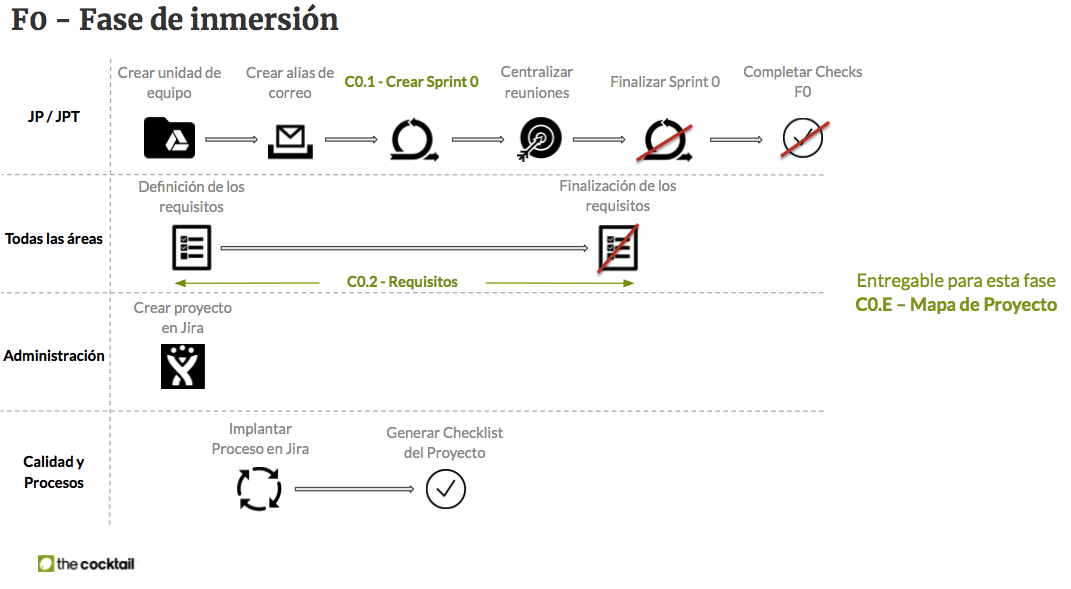 F0 - Fase de inmersión
Crear unidad de
equipo
Crear alias de
correo
C0.1 - Crear Sprint 0
Centralizar
reuniones
Finalizar Sprint 0
Completar Checks
F0
JP / JPT
Definición de los
requisitos
Finalización de los
requisitos
Todas las áreas
C0.2 - Requisitos
Entregable para esta fase
C0.E – Mapa de Proyecto
Crear proyecto
en Jira
Administración
Implantar
Proceso en Jira
Generar Checklist
del Proyecto
Calidad y
Procesos
the cocktail